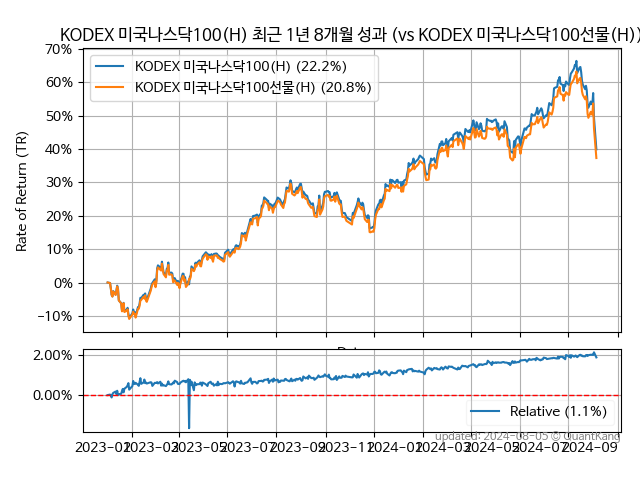 KODEX 미국나스닥100(H) 최근 1년 8개월 성과 (vs KODEX 미국나스닥100선물(H))
KODEX 미국나스닥100(H) (22.2%)
KODEX 미국나스닥100선물(H) (20.8%)
Rate of Return (TR)
70%
60%
50%
40%
30%
20%
10%
0%
−10%
2.00%
0.00%
Relative (1.1%)
updated: 2024-08-05 © QuantKang
2023-01 2023-03 2023-05 2023-07 2023-09 2023-11 2024-01 2024-03 2024-05 2024-07 2024-09